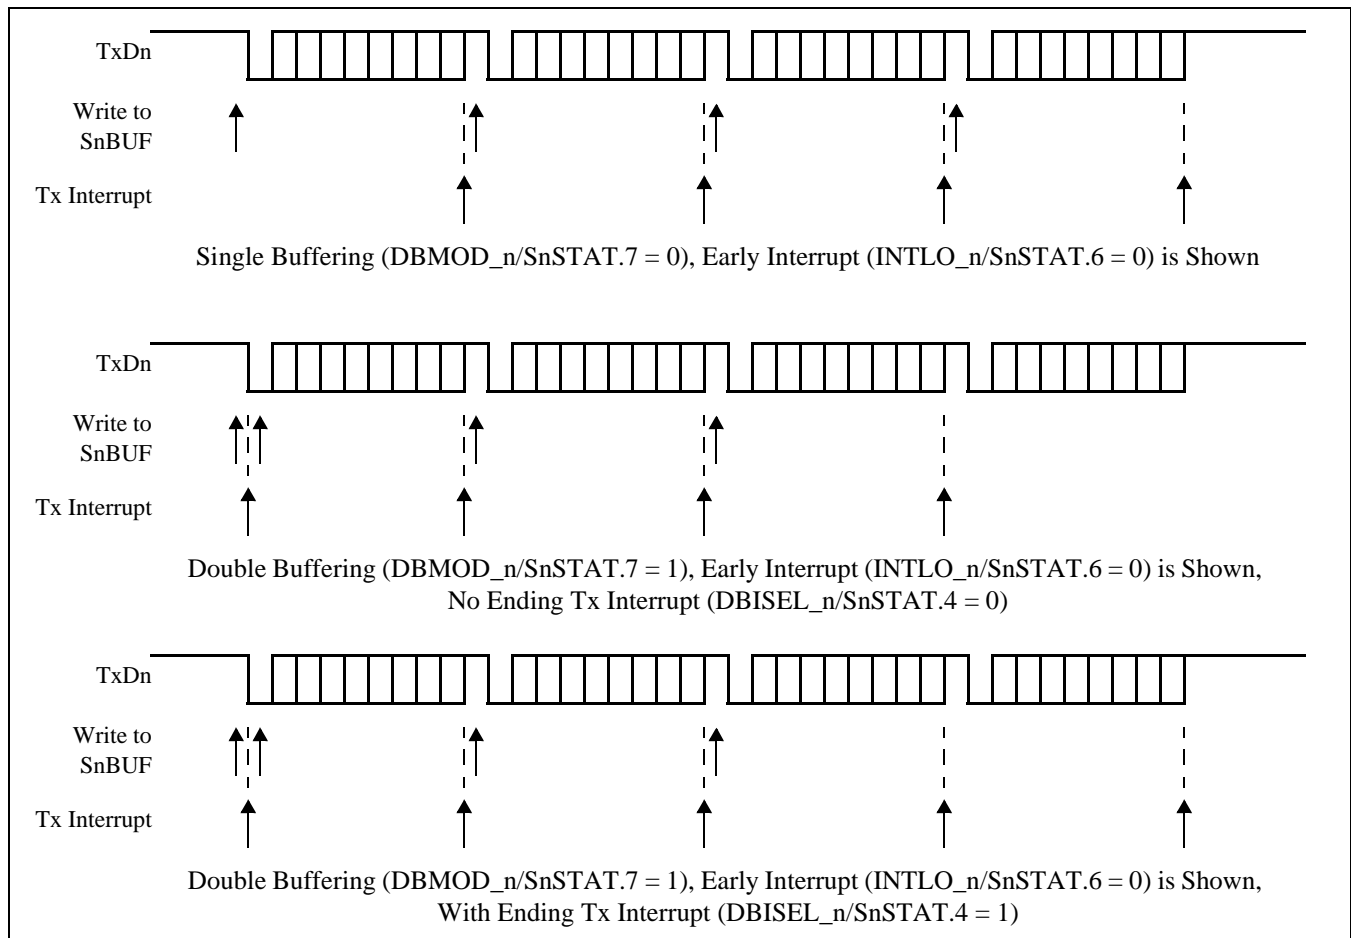 TxDn
Write to
SnBUF
Tx Interrupt
Single Buffering (DBMOD_n/SnSTAT.7 = 0), Early Interrupt (INTLO_n/SnSTAT.6 = 0) is Shown
TxDn
Write to
SnBUF
Tx Interrupt
Double Buffering (DBMOD_n/SnSTAT.7 = 1), Early Interrupt (INTLO_n/SnSTAT.6 = 0) is Shown,
No Ending Tx Interrupt (DBISEL_n/SnSTAT.4 = 0)
TxDn
Write to
SnBUF
Tx Interrupt
Double Buffering (DBMOD_n/SnSTAT.7 = 1), Early Interrupt (INTLO_n/SnSTAT.6 = 0) is Shown,
With Ending Tx Interrupt (DBISEL_n/SnSTAT.4 = 1)